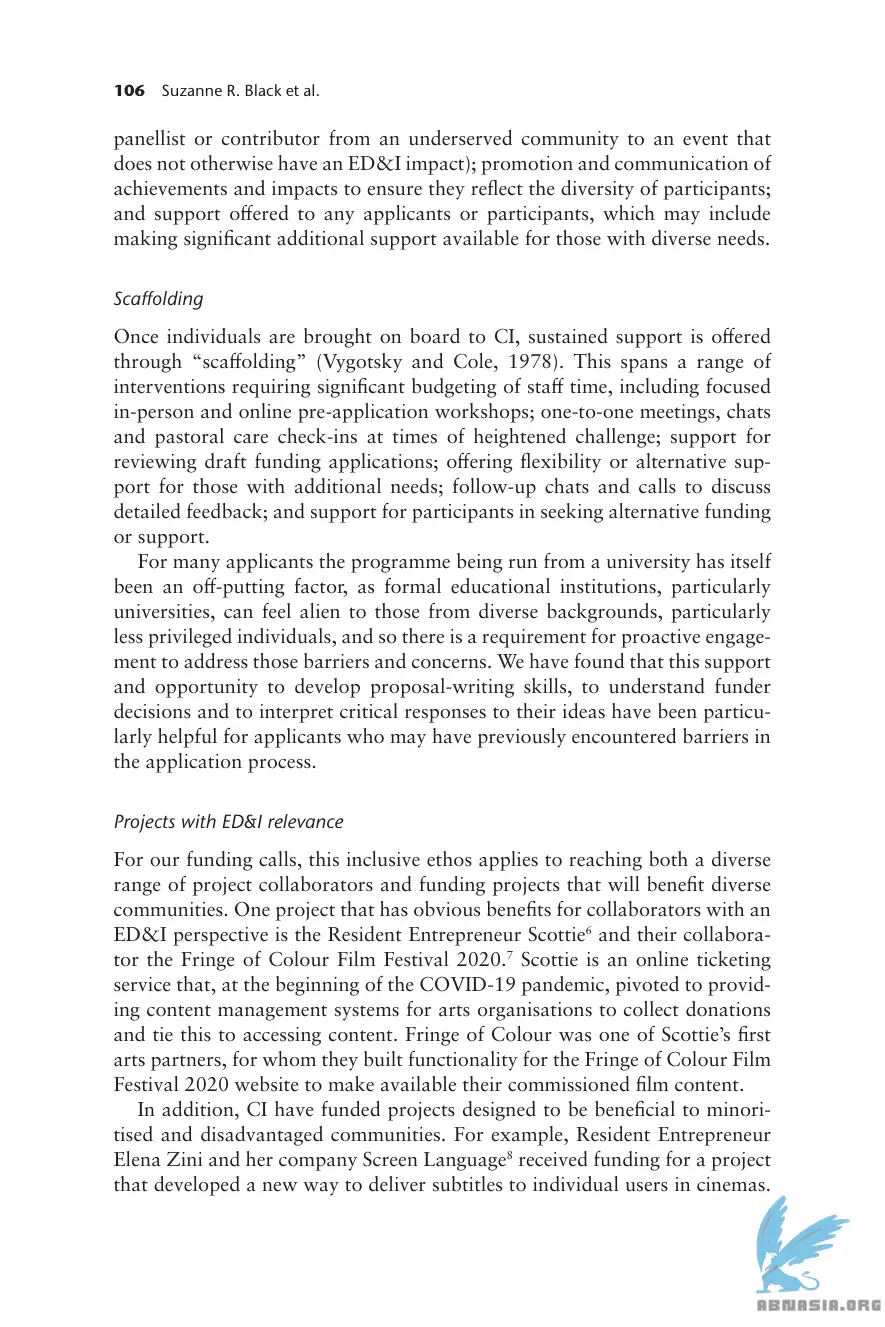 106 Suzanne R. Black et al.
panellist or contributor from an underserved community to an event that
does not otherwise have an ED&I impact); promotion and communication of
achievements and impacts to ensure they reflect the diversity of participants;
and support offered to any applicants or participants, which may include
making significant additional support available for those with diverse needs.
Scaffolding
Once individuals are brought on board to CI, sustained support is offered
through “scaffolding” (Vygotsky and Cole, 1978). This spans a range of
interventions requiring significant budgeting of staff time, including focused
in-person and online pre-application workshops; one-to-one meetings, chats
and pastoral care check-ins at times of heightened challenge; support for
reviewing draft funding applications; offering flexibility or alternative sup-
port for those with additional needs; follow-up chats and calls to discuss
detailed feedback; and support for participants in seeking alternative funding
or support.
For many applicants the programme being run from a university has itself
been an off-putting factor, as formal educational institutions, particularly
universities, can feel alien to those from diverse backgrounds, particularly
less privileged individuals, and so there is a requirement for proactive engage-
ment to address those barriers and concerns. We have found that this support
and opportunity to develop proposal-writing skills, to understand funder
decisions and to interpret critical responses to their ideas have been particu-
larly helpful for applicants who may have previously encountered barriers in
the application process.
Projects with ED&I relevance
For our funding calls, this inclusive ethos applies to reaching both a diverse
range of project collaborators and funding projects that will benefit diverse
communities. One project that has obvious benefits for collaborators with an
ED&I perspective is the Resident Entrepreneur Scottie⁶ and their collabora-
tor the Fringe of Colour Film Festival 2020.⁷ Scottie is an online ticketing
service that, at the beginning of the COVID-19 pandemic, pivoted to provid-
ing content management systems for arts organisations to collect donations
and tie this to accessing content. Fringe of Colour was one of Scottie’s first
arts partners, for whom they built functionality for the Fringe of Colour Film
Festival 2020 website to make available their commissioned film content.
In addition, CI have funded projects designed to be beneficial to minori-
tised and disadvantaged communities. For example, Resident Entrepreneur
Elena Zini and her company Screen Language⁸ received funding for a project
that developed a new way to deliver subtitles to individual users in cinemas.
ABNASIA.ORG